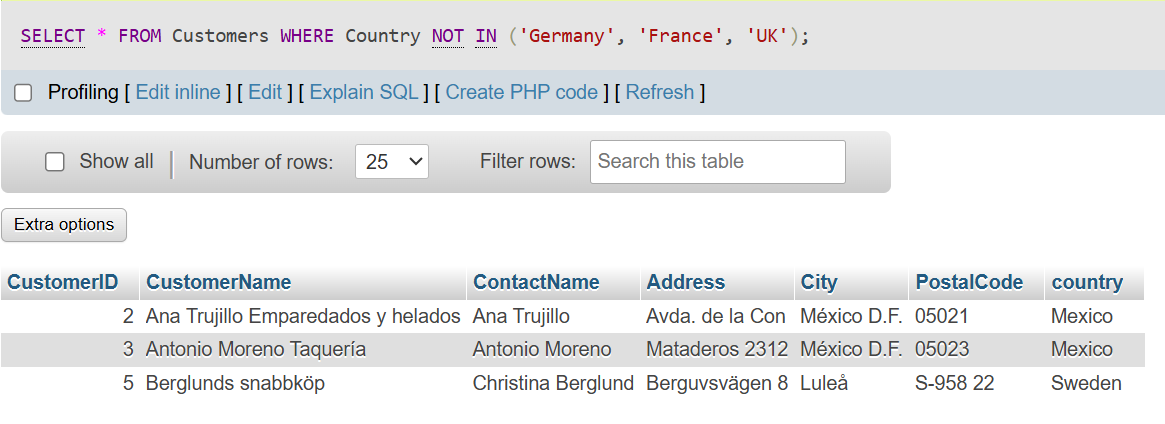 SELECT * FROM Customers WHERE Country NOT IN ('Germany', 'France', 'UK');
Profiling [ Edit inline ] [ Edit ] [ Explain SQL ] [ Create PHP code ] [ Refresh ]
Show all | Number of rows: 25 Filter rows: Search this table
Extra options
CustomerID CustomerName ContactName Address City PostalCode country
2 Ana Trujillo Emparedados y helados Ana Trujillo Avda. de la Con México D.F. 05021 Mexico
3 Antonio Moreno Taquería Antonio Moreno Mataderos 2312 México D.F. 05023 Mexico
5 Berglunds snabbköp Christina Berglund Berguvsvägen 8 Luleå S-958 22 Sweden